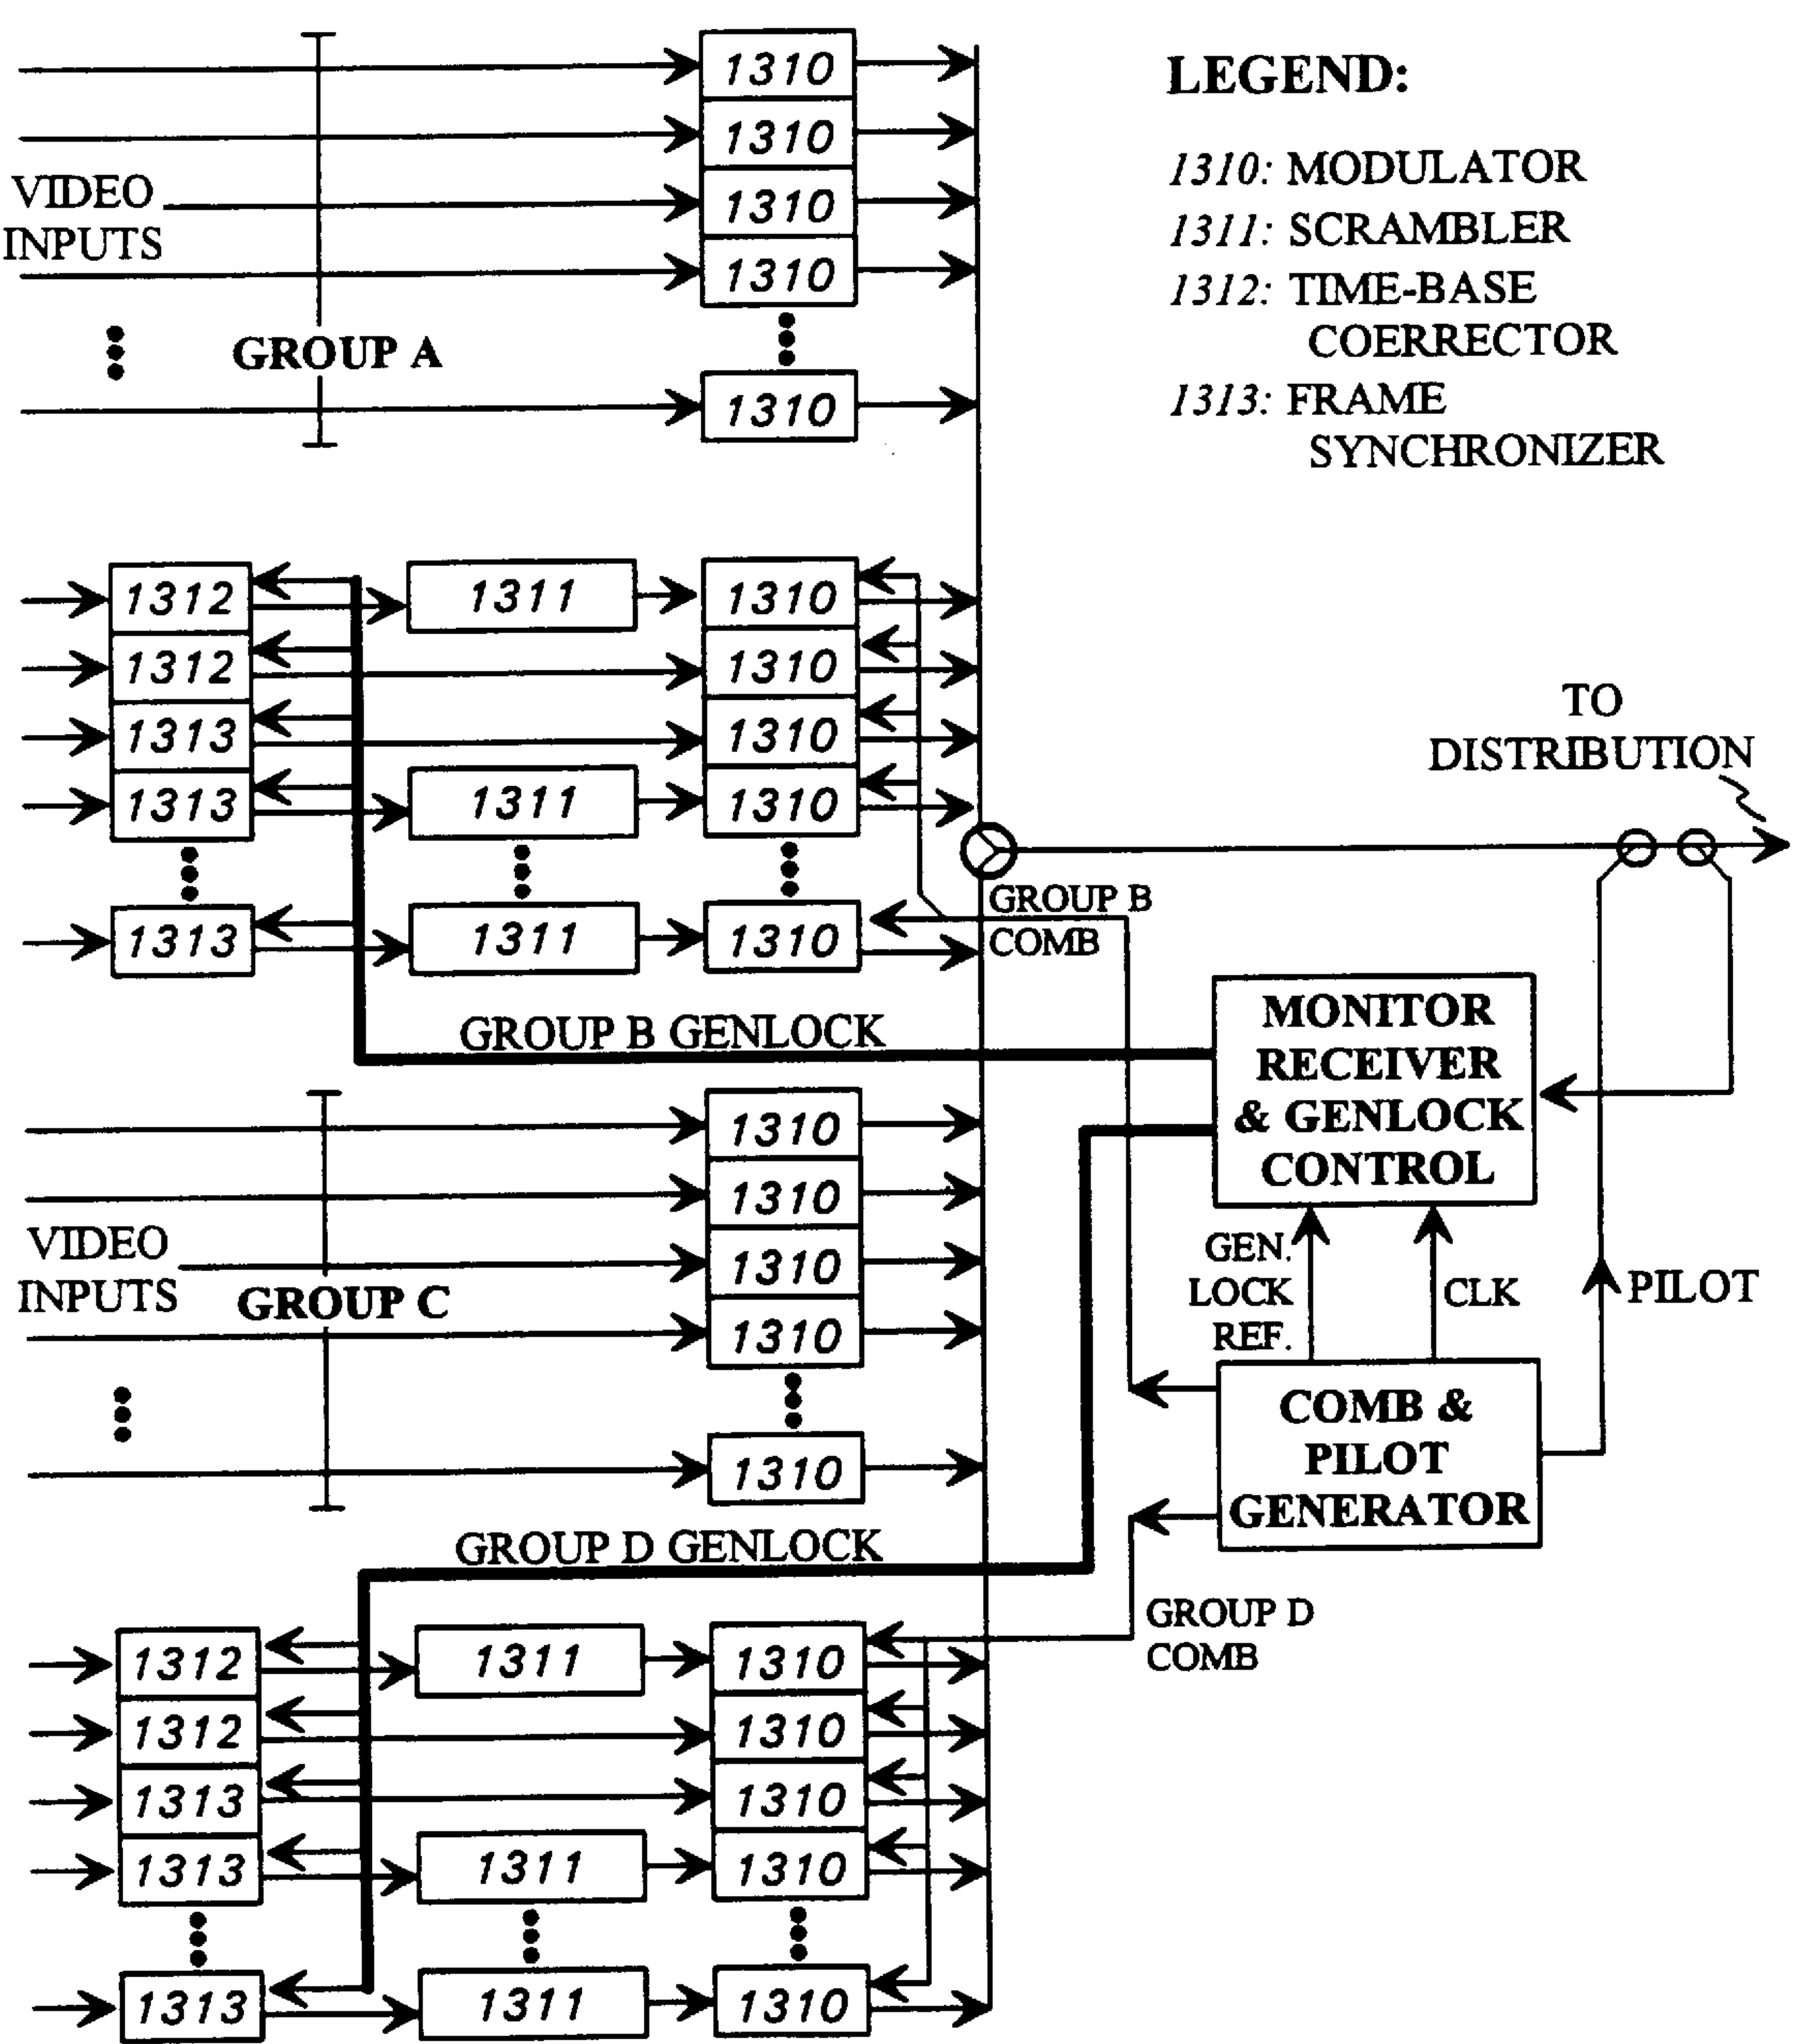 1310
1310
1310
1310
1310
VIDEO
INPUTS
GROUP A
LEGEND:
1310: MODULATOR
1311: SCRAMBLER
1312: TIME-BASE
COERRECTOR
1313: FRAME
SYNCHRONIZER
1312 1311 1310
1312 1310
1313 1310
1313 1311 1310
1313 1311 1310
TO
DISTRIBUTION
GROUP B
COMB
GROUP B GENLOCK
MONITOR
RECEIVER
& GENLOCK
CONTROL
1310
1310
1310
1310
1310
VIDEO
INPUTS
GROUP C
GEN.
LOCK
REF.
CLK
PILOT
COMB &
PILOT
GENERATOR
GROUP D GENLOCK
GROUP D
COMB
1312 1311 1310
1312 1310
1313 1310
1313 1311 1310
1313 1311 1310